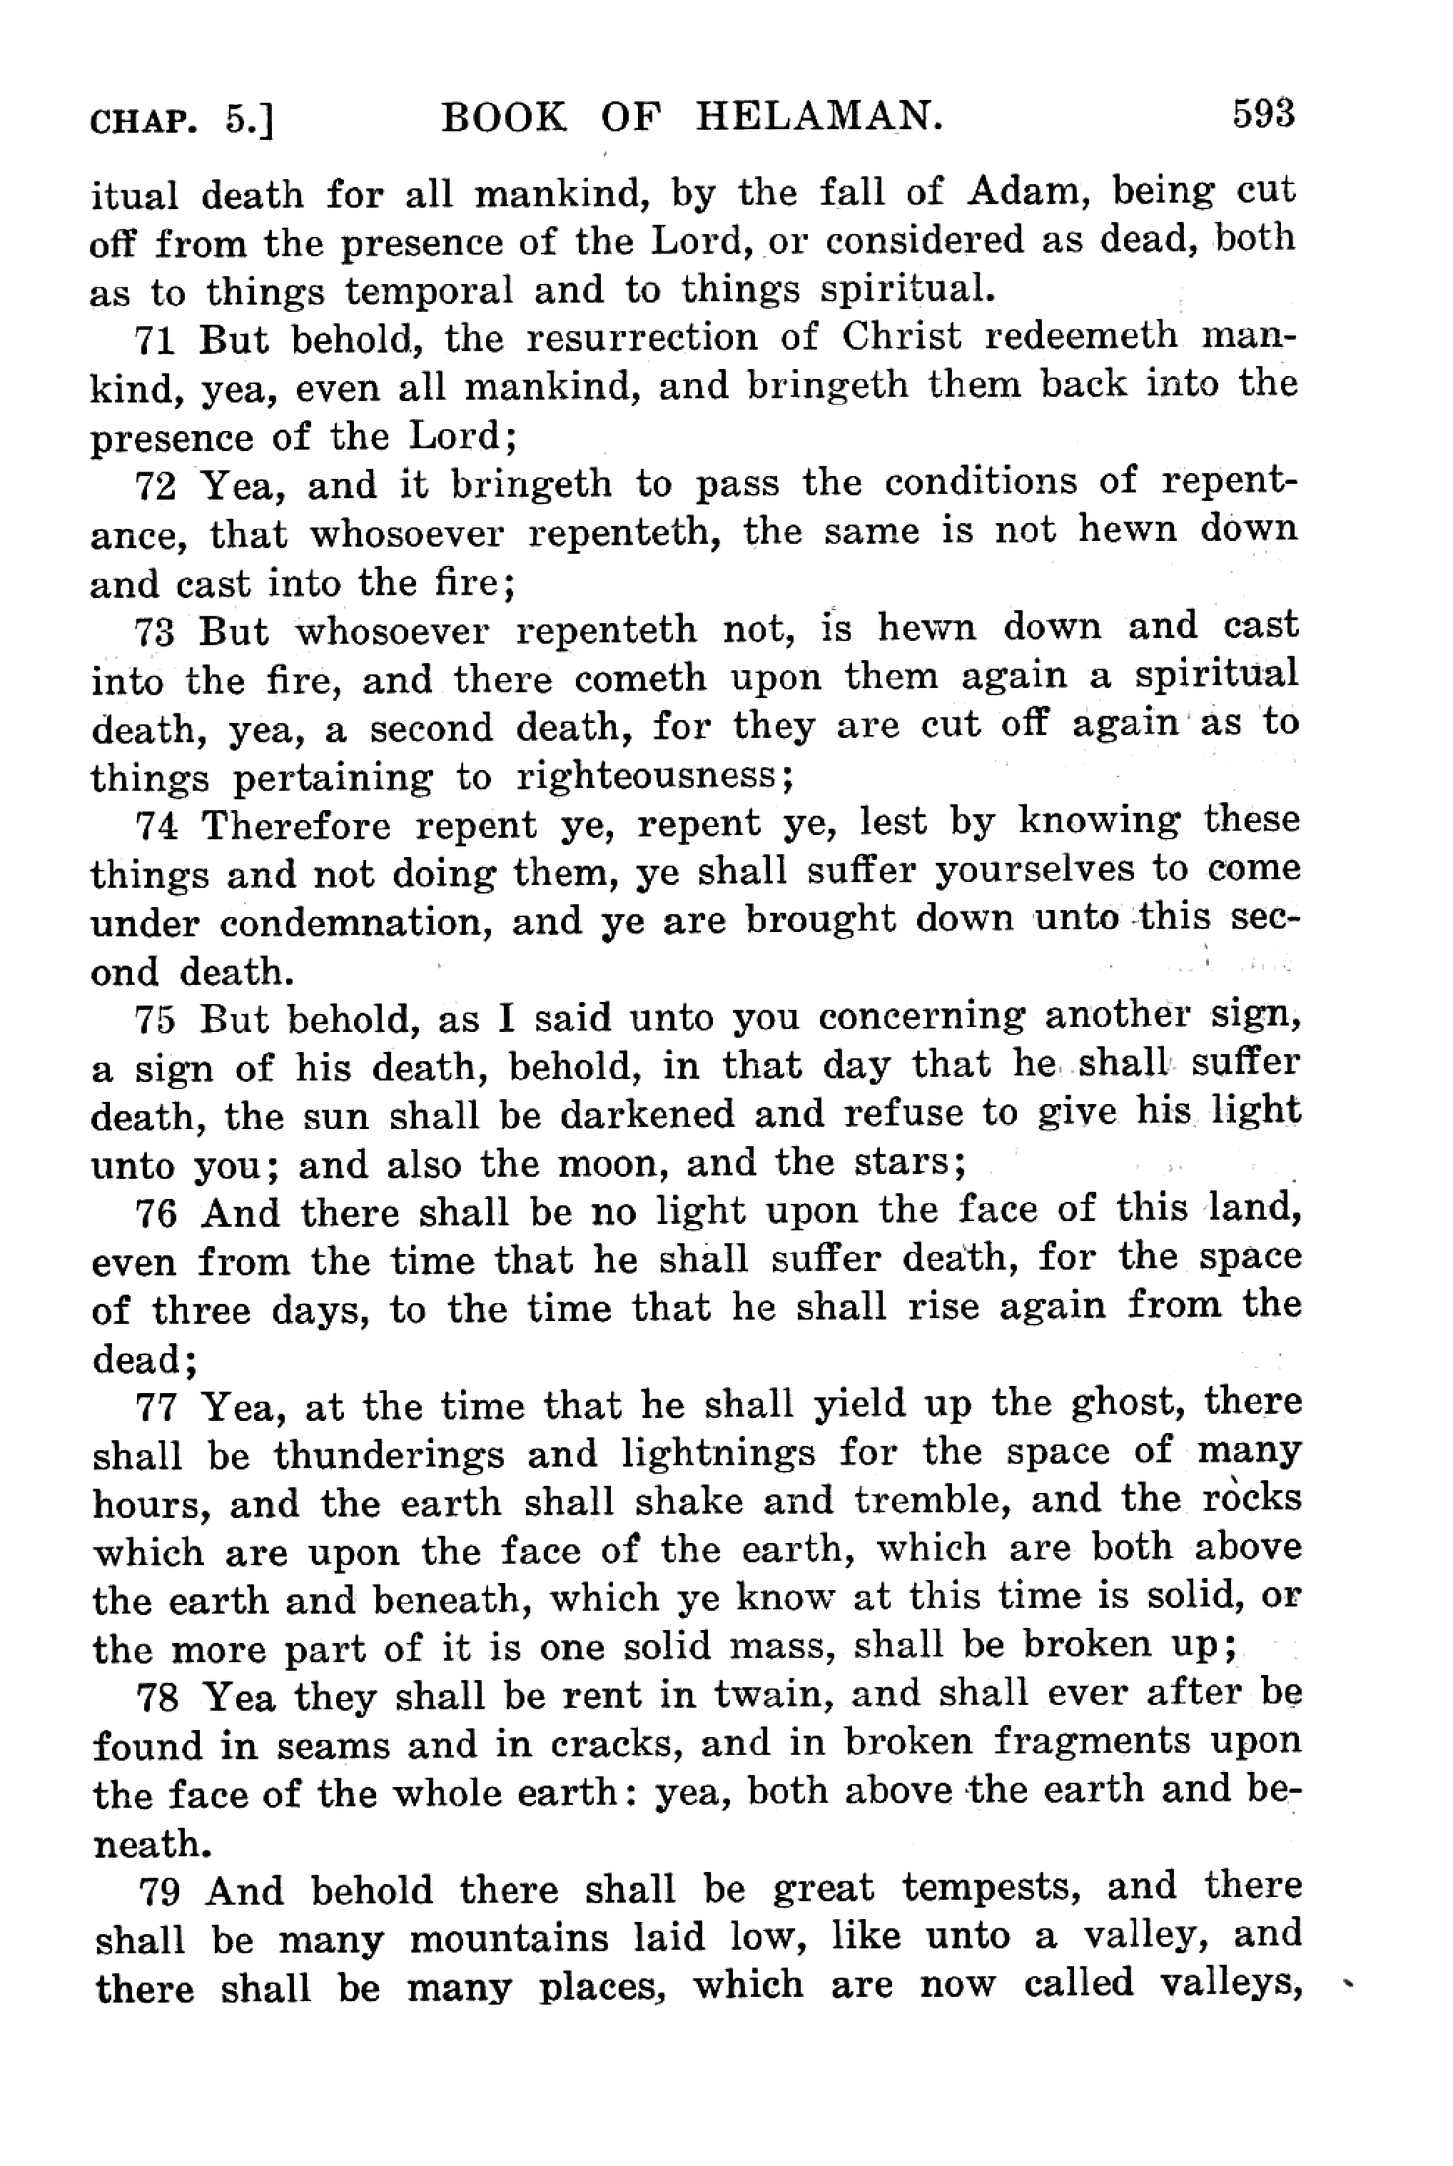 CHAP. 5.] BOOK OF HELAMAN. 593
itual death for all mankind, by the fall of Adam, being cut
off from the presence of the Lord, or considered as dead, both
as to things temporal and to things spiritual.
71 But behold, the resurrection of Christ redeemeth man-
kind, yea, even all mankind, and bringeth them back into the
presence of the Lord;
72 Yea, and it bringeth to pass the conditions of repent-
ance, that whosoever repenteth, the same is not hewn down
and cast into the fire;
73 But whosoever repenteth not, is hewn down and cast
into the fire, and there cometh upon them again a spiritual
death, yea, a second death, for they are cut off again as to
things pertaining to righteousness;
74 Therefore repent ye, repent ye, lest by knowing these
things and not doing them, ye shall suffer yourselves to come
under condemnation, and ye are brought down unto this sec-
ond death.
75 But behold, as I said unto you concerning another sign,
a sign of his death, behold, in that day that he shall suffer
death, the sun shall be darkened and refuse to give his light
unto you; and also the moon, and the stars;
76 And there shall be no light upon the face of this land,
even from the time that he shall suffer death, for the space
of three days, to the time that he shall rise again from the
dead;
77 Yea, at the time that he shall yield up the ghost, there
shall be thunderings and lightnings for the space of many
hours, and the earth shall shake and tremble, and the rocks
which are upon the face of the earth, which are both above
the earth and beneath, which ye know at this time is solid, or
the more part of it is one solid mass, shall be broken up;
78 Yea they shall be rent in twain, and shall ever after be
found in seams and in cracks, and in broken fragments upon
the face of the whole earth: yea, both above the earth and be-
neath.
79 And behold there shall be great tempests, and there
shall be many mountains laid low, like unto a valley, and
there shall be many places, which are now called valleys,